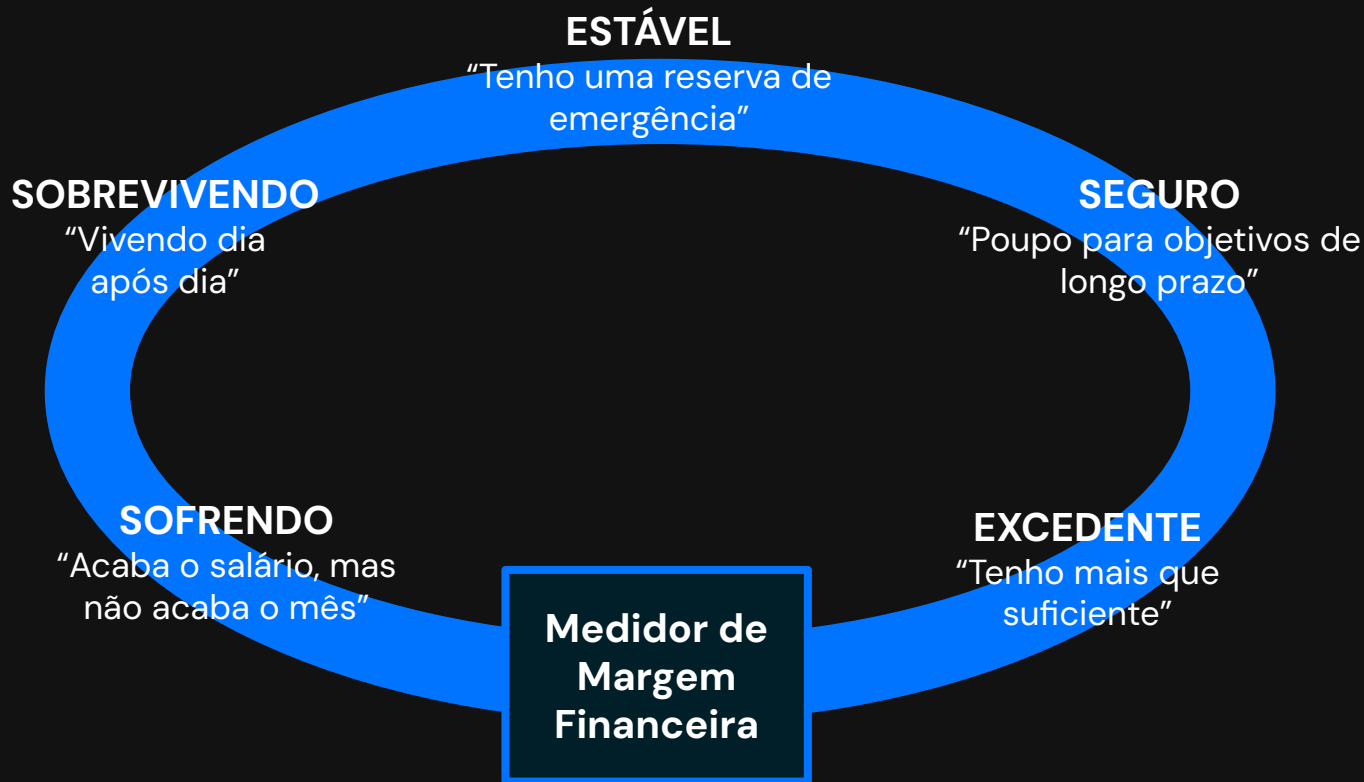 ESTÁVEL
“Tenho uma reserva de
emergência”
SOBREVIVENDO
“Vivendo dia
após dia”
SEGURO
“Poupo para objetivos de
longo prazo”
SOFRENDO
“Acaba o salário, mas
não acaba o mês”
EXCEDENTE
“Tenho mais que
suficiente”
Medidor de
Margem
Financeira